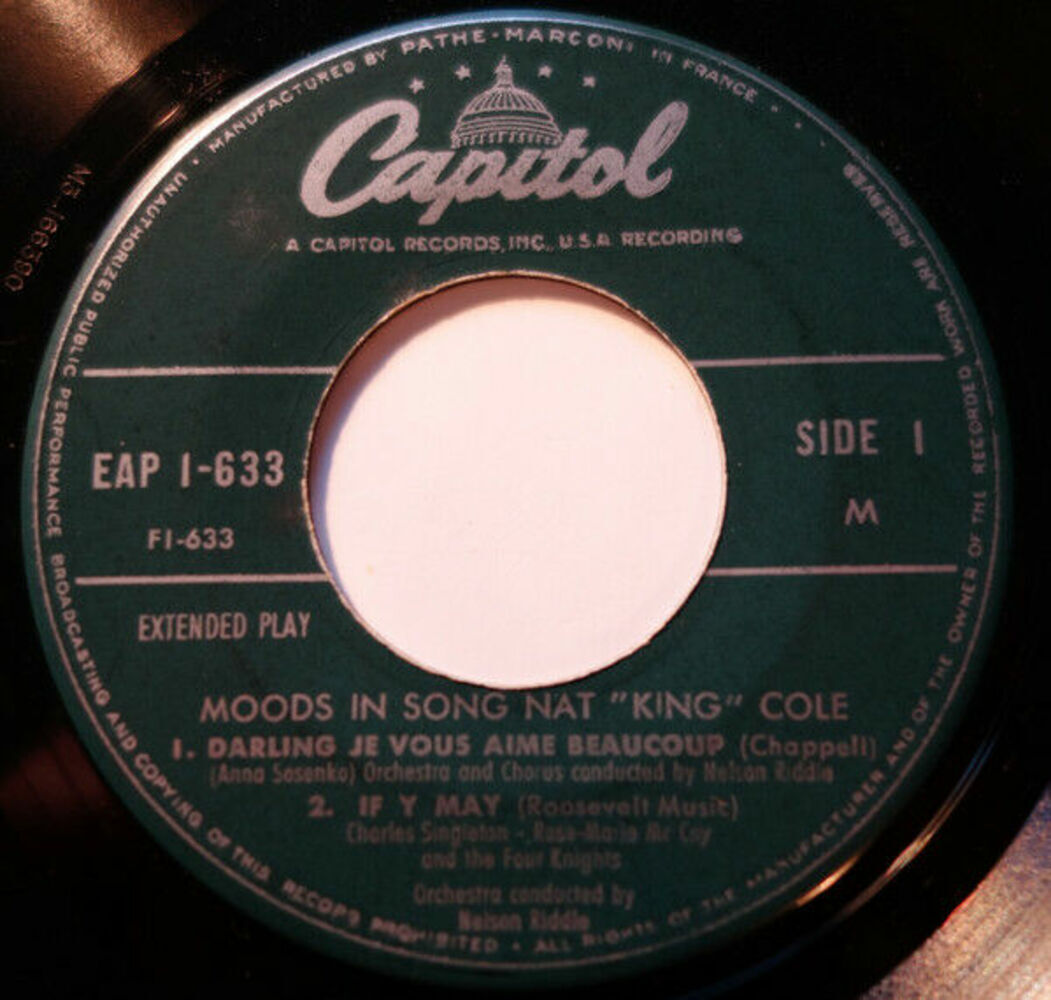 MANUFACTURED BY PATHE-MARCONI IN FRANCE
Capitol
A CAPITOL RECORDS, INC., U.S.A. RECORDING
M3-166390
EAP 1-633
F1-633
SIDE 1
M
EXTENDED PLAY
MOODS IN SONG NAT "KING" COLE
1. DARLING JE VOUS AIME BEAUCOUP (Chappell)
(Anna Sosenko) Orchestra and Chorus conducted by Nelson Riddle
2. IF Y MAY (Roosevelt Music)
Charles Singleton - Rose-Marie Mc Coy
and the Four Knights
Orchestra conducted by
Nelson Riddle
UNAUTHORIZED PUBLIC PERFORMANCE BROADCASTING AND COPYING OF THIS RECORD PROHIBITED • ALL RIGHTS OF THE MANUFACTURER AND OF THE OWNER OF THE RECORDED WORK ARE RESERVED